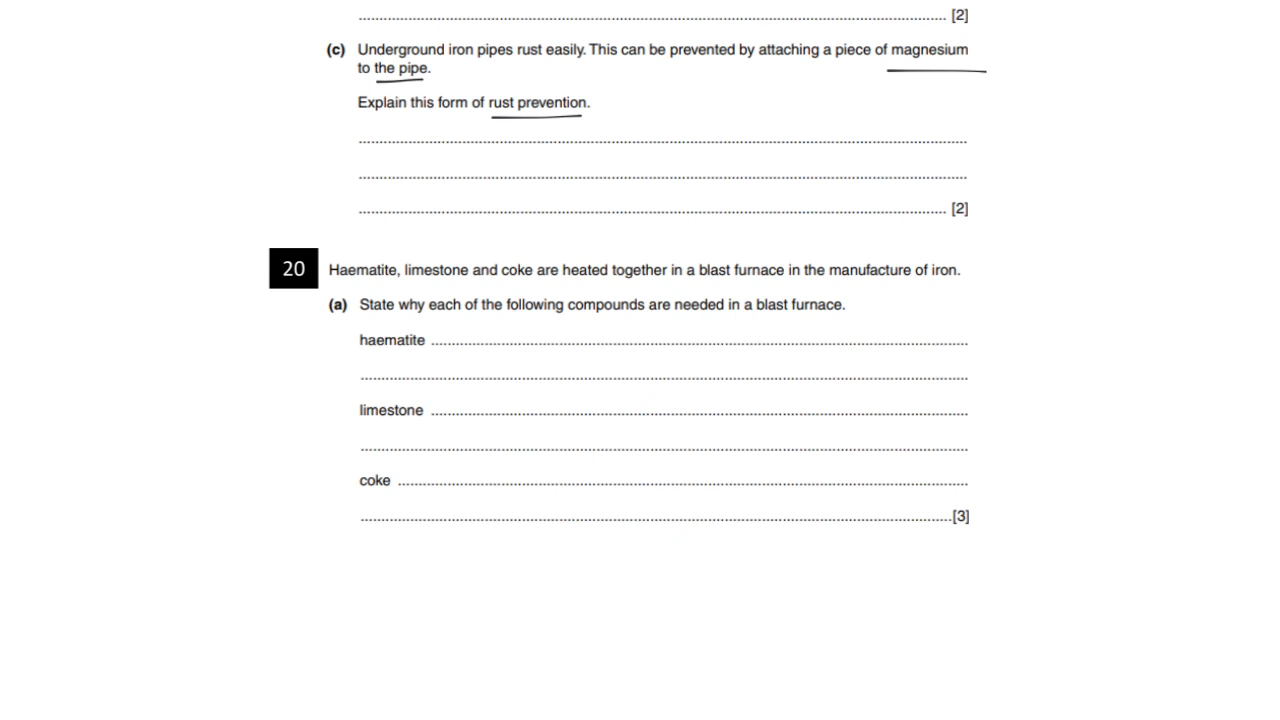 [2]
(c) Underground iron pipes rust easily. This can be prevented by attaching a piece of magnesium
to the pipe.
Explain this form of rust prevention.
[2]
20 Haematite, limestone and coke are heated together in a blast furnace in the manufacture of iron.
(a) State why each of the following compounds are needed in a blast furnace.
haematite
limestone
coke
[3]